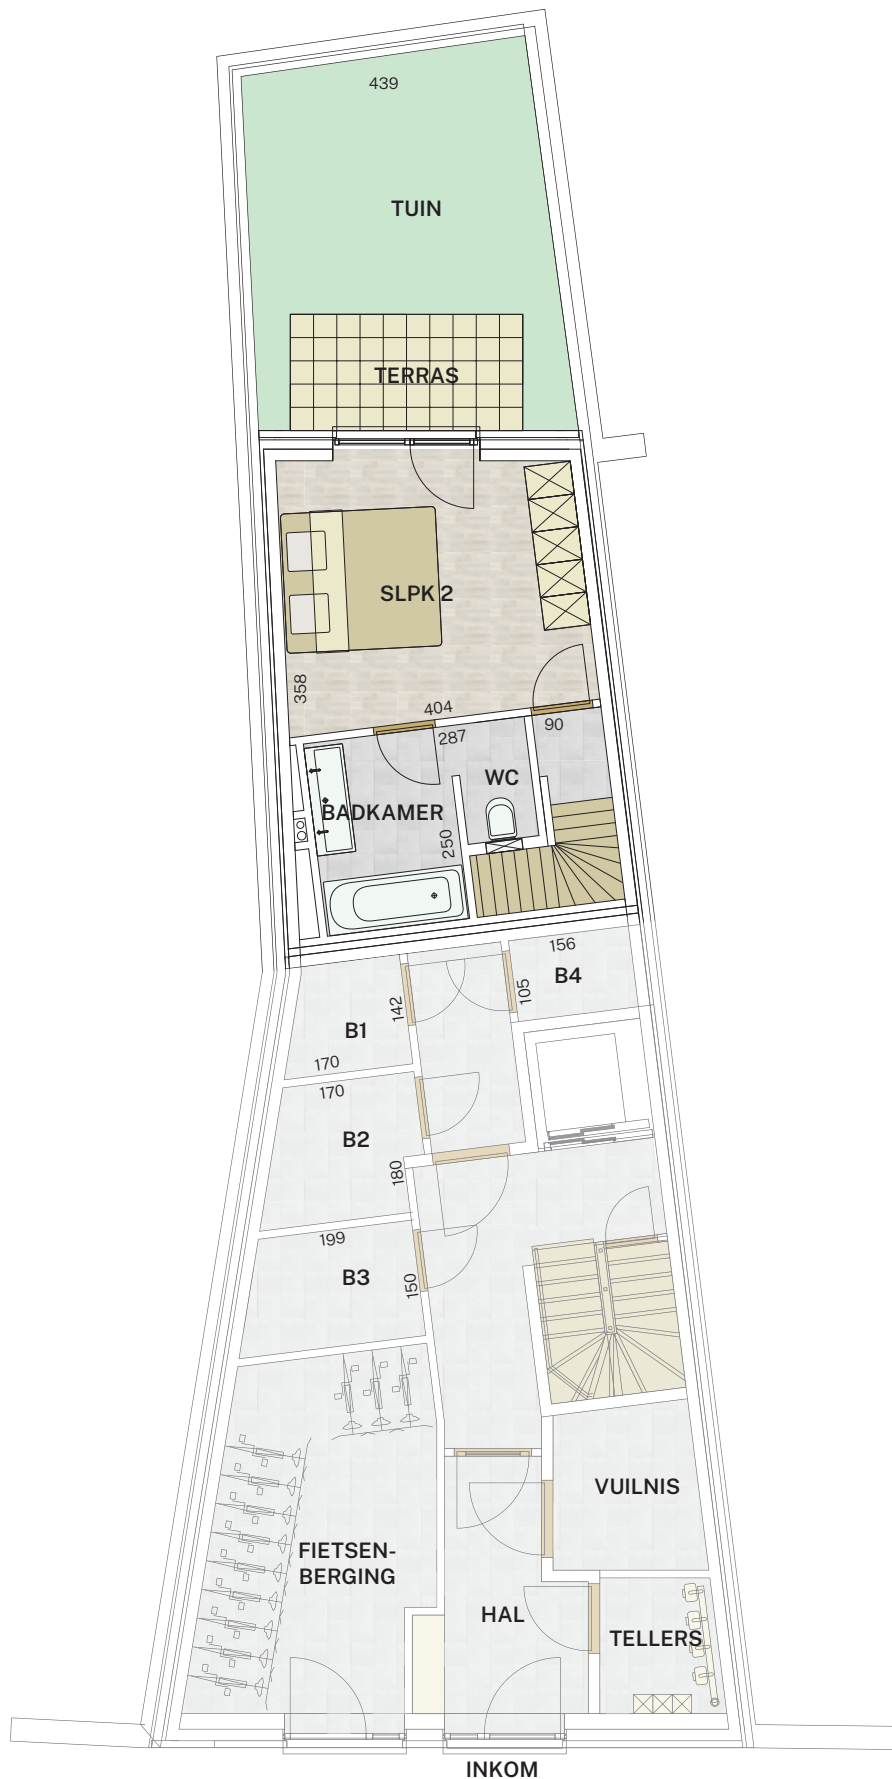 439
TUIN
TERRAS
SLPK 2
358
404
287
90
WC
BADKAMER
250
156
B4
105
142
B1
170
170
B2
180
199
B3
150
VUILNIS
FIETSEN-
BERGING
HAL
TELLERS
INKOM